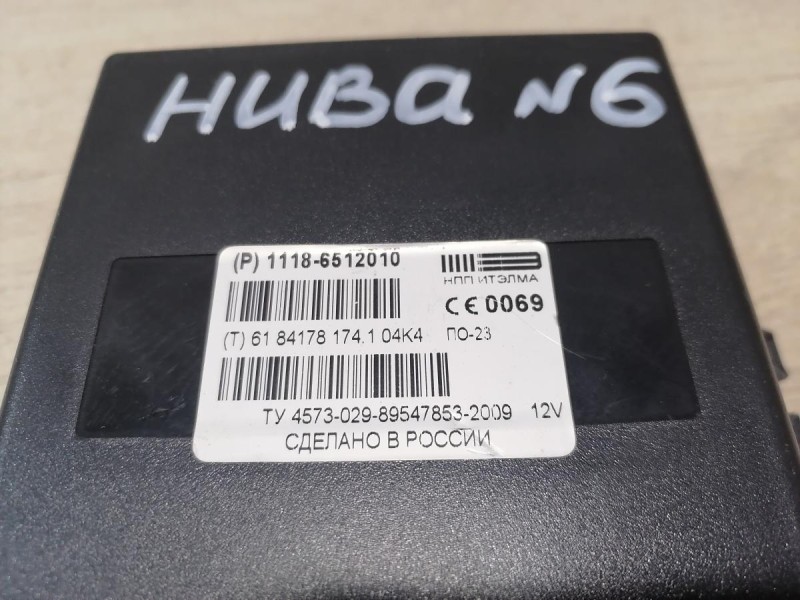 НИВА N6
(P) 1118-6512010
НПП ИТЭЛМА
CE 0069
(T) 61 84178 174.1 04K4 ПО-23
ТУ 4573-029-89547853-2009 12V
СДЕЛАНО В РОССИИ